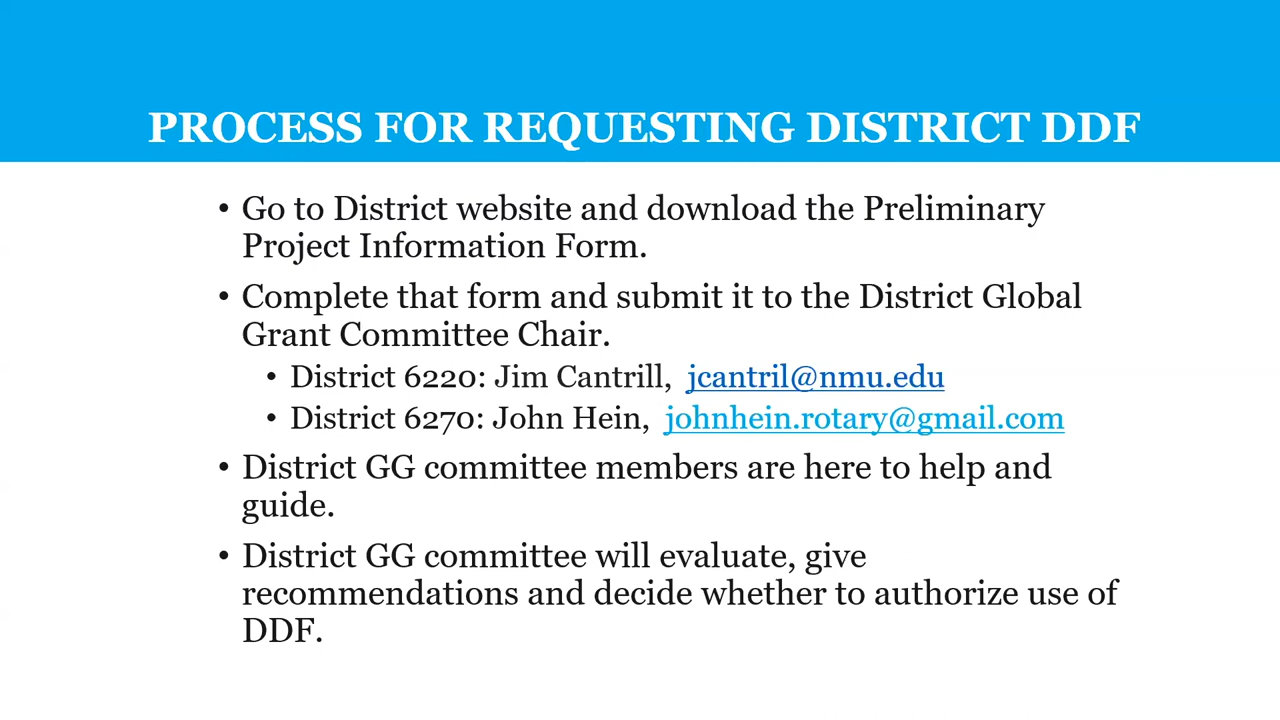 PROCESS FOR REQUESTING DISTRICT DDF
• Go to District website and download the Preliminary
Project Information Form.
• Complete that form and submit it to the District Global
Grant Committee Chair.
• District 6220: Jim Cantrill, jcantril@nmu.edu
• District 6270: John Hein, johnhein.rotary@gmail.com
• District GG committee members are here to help and
guide.
• District GG committee will evaluate, give
recommendations and decide whether to authorize use of
DDF.